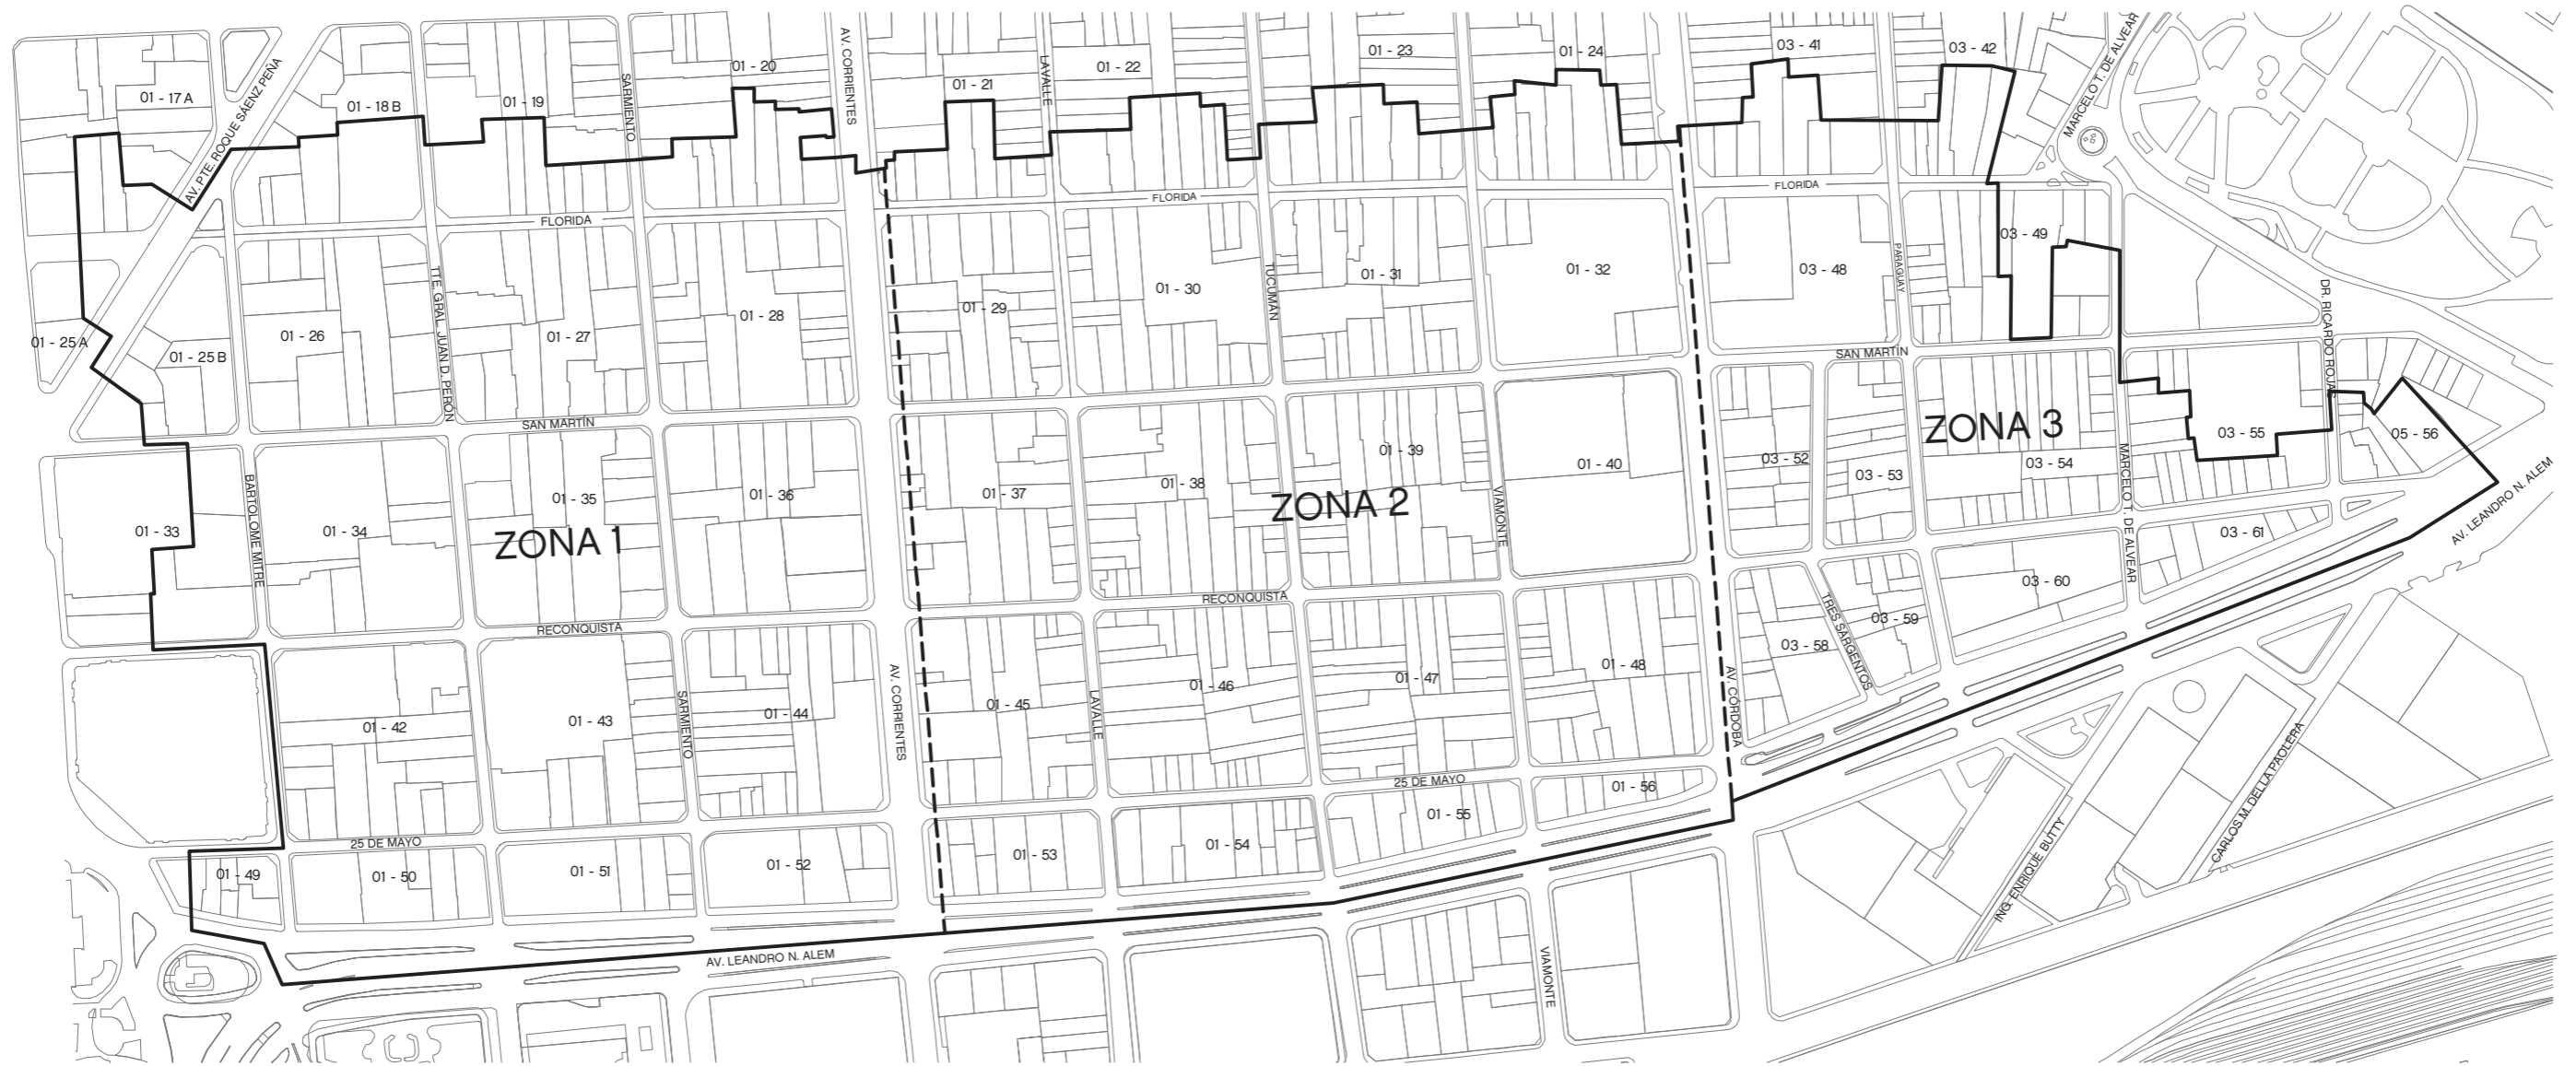 01 - 17 A
AV. PTE. ROQUE SÁENZ PEÑA
01 - 18 B
01 - 19
SARMIENTO
01 - 20
AV. CORRIENTES
01 - 21
LAVALLE
01 - 22
01 - 23
01 - 24
03 - 41
03 - 42
MARCELO T. DE ALVEAR
FLORIDA
FLORIDA
FLORIDA
01 - 25 A
01 - 25 B
01 - 26
TTE. GRAL. JUAN D. PERÓN
01 - 27
01 - 28
01 - 29
01 - 30
TUCUMÁN
01 - 31
01 - 32
03 - 48
PARAGUAY
03 - 49
DR. RICARDO ROJAS
SAN MARTÍN
SAN MARTÍN
01 - 33
BARTOLOME MITRE
01 - 34
01 - 35
ZONA 1
01 - 36
01 - 37
01 - 38
ZONA 2
01 - 39
VIAMONTE
01 - 40
03 - 52
03 - 53
ZONA 3
03 - 54
MARCELO T. DE ALVEAR
03 - 55
05 - 56
AV. LEANDRO N. ALEM
03 - 61
03 - 60
RECONQUISTA
RECONQUISTA
01 - 42
01 - 43
SARMIENTO
01 - 44
AV. CORRIENTES
01 - 45
LAVALLE
01 - 46
01 - 47
01 - 48
AV. CÓRDOBA
03 - 58
TRES SARGENTOS
03 - 59
25 DE MAYO
25 DE MAYO
01 - 49
01 - 50
01 - 51
01 - 52
01 - 53
01 - 54
01 - 55
01 - 56
AV. LEANDRO N. ALEM
VIAMONTE
ING. ENRIQUE BUTTY
CARLOS M. DELLA PAOLERA